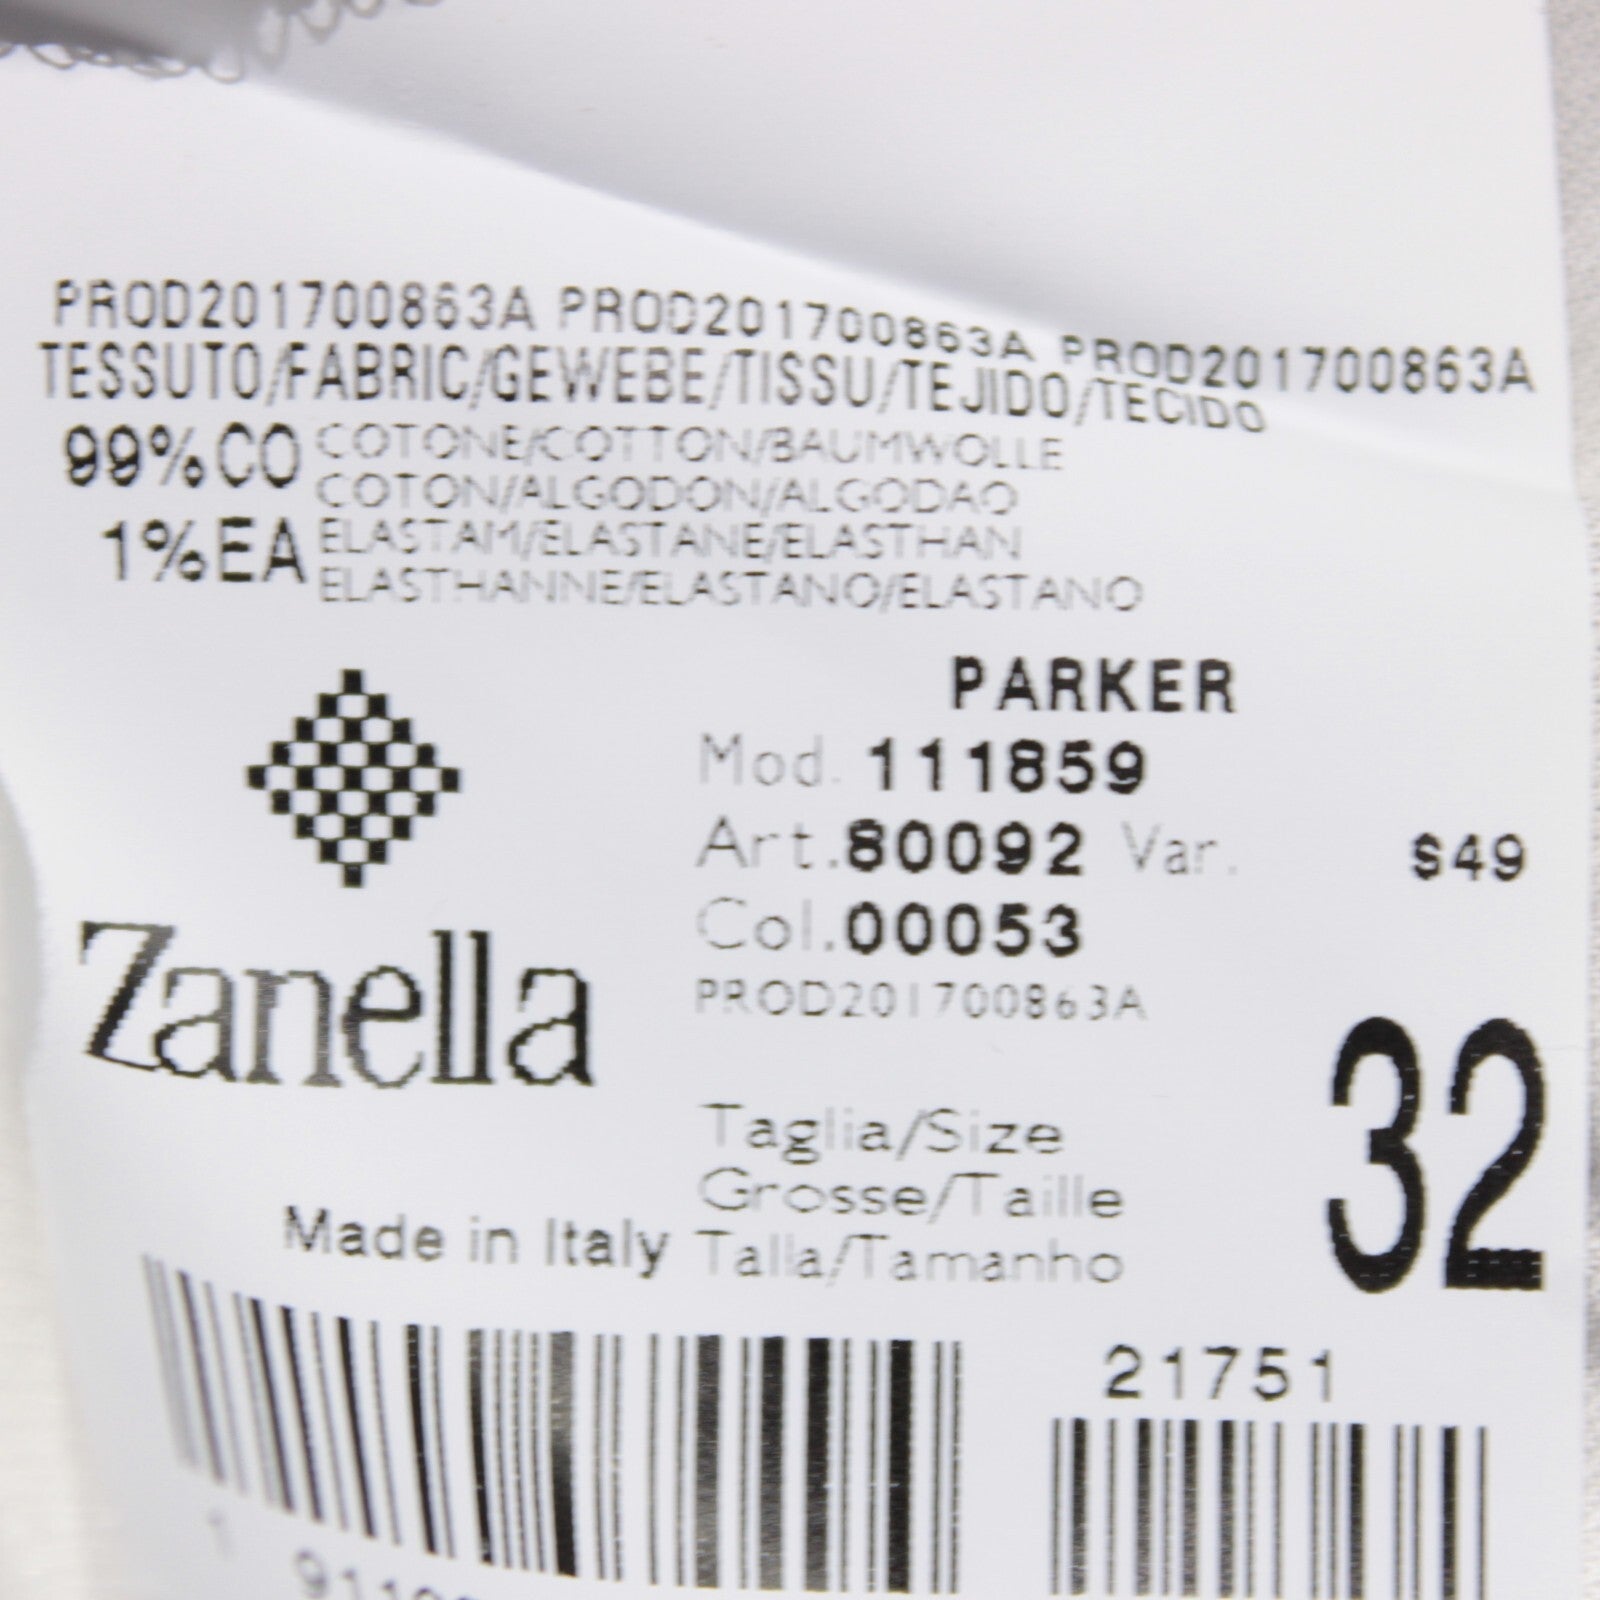 PROD201700863A PROD201700863A PROD201700863A
TESSUTO/FABRIC/GEWEBE/TISSU/TEJIDO/TECIDO
99%CO COTONE/COTTON/BAUMWOLLE
COTON/ALGODON/ALGODAO
1%EA ELASTAM/ELASTANE/ELASTHAN
ELASTHANNE/ELASTANO/ELASTANO
PARKER
Mod. 111859
Art.80092 Var. $49
Col.00053
PROD201700863A
Zanella
32
Taglia/Size
Grosse/Taille
Talla/Tamanho
Made in Italy
21751
1